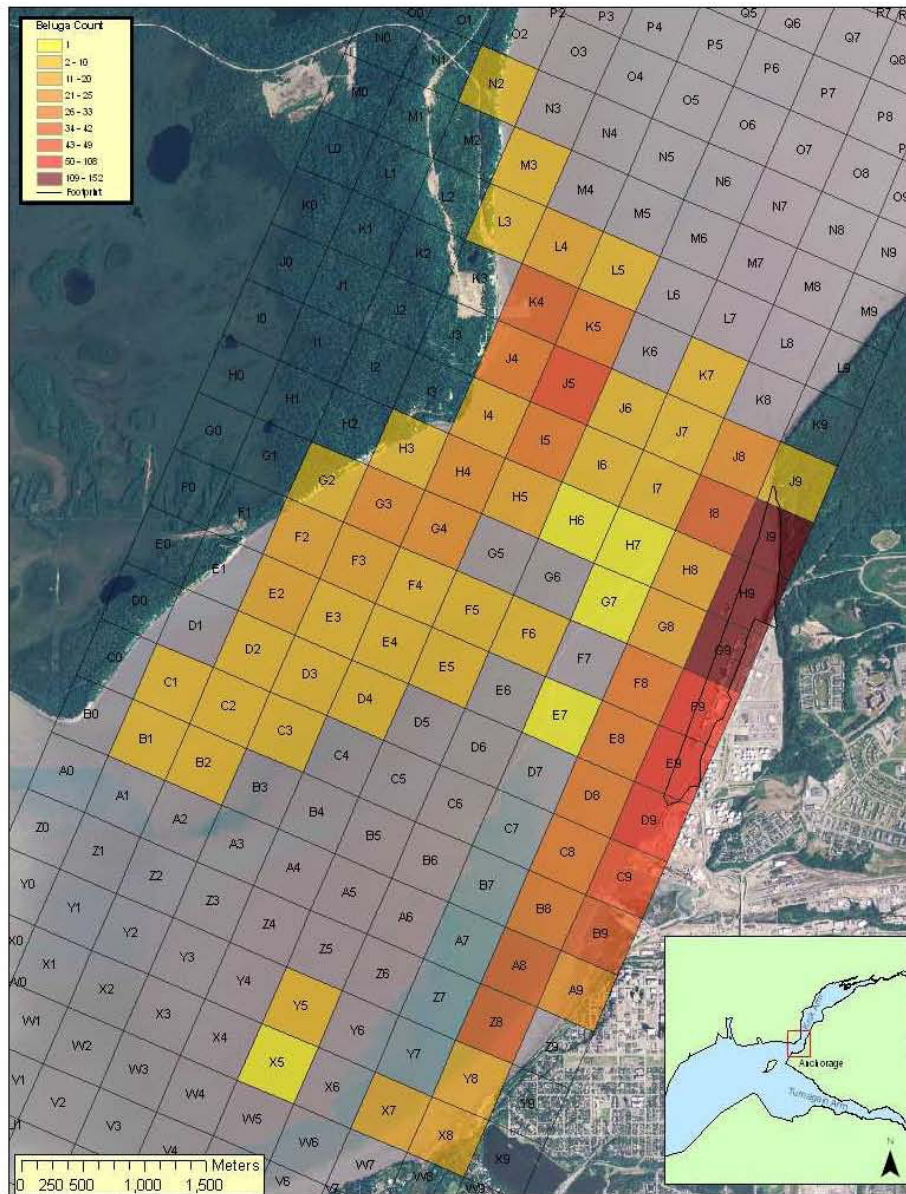 Beluga Count
1
2 - 10
11 - 20
21 - 25
26 - 33
34 - 42
43 - 49
50 - 108
109 - 152
Footprint
O0 O1 P2 P3 P4 Q5 Q6 Q7 R7
N0 N1 O2 O3 O4 P5 P6 P7 Q8
M0 M1 N2 N3 N4 O5 O6 O7 P8
L0 L1 M2 M3 M4 N5 N6 N7 O8 O9
K0 K1 L2 L3 L4 M5 M6 M7 N8 N9
J0 J1 K2 K3 K4 L5 L6 L7 M8 M9
I0 I1 J2 J3 J4 K5 K6 K7 L8 L9
H0 H1 I2 I3 I4 J5 J6 J7 K8 K9
G0 G1 H2 H3 H4 I5 I6 I7 J8 J9
F0 F1 G2 G3 G4 H5 H6 H7 I8 I9
E0 E1 F2 F3 F4 G5 G6 G7 H8 H9
D0 D1 E2 E3 E4 F5 F6 F7 G8 G9
C0 C1 D2 D3 D4 E5 E6 E7 F8 F9
B0 B1 C2 C3 C4 D5 D6 D7 E8 E9
A0 A1 B2 B3 B4 C5 C6 C7 D8 D9
Z0 Z1 A2 A3 A4 B5 B6 B7 C8 C9
Y0 Y1 Z2 Z3 Z4 A5 A6 A7 B8 B9
X0 X1 Y2 Y3 Y4 Z5 Z6 Z7 A8 A9
W1 X2 X3 X4 Y5 Y6 Y7 Z8 Z9
V1 V2 W2 W3 W4 X5 X6 X7 Y8 Y9
V3 V4 W5 W6 W7 W8 X8 X9
V6 W9
Anchorage
Turnagain Arm
N
0 250 500 1,000 1,500 Meters